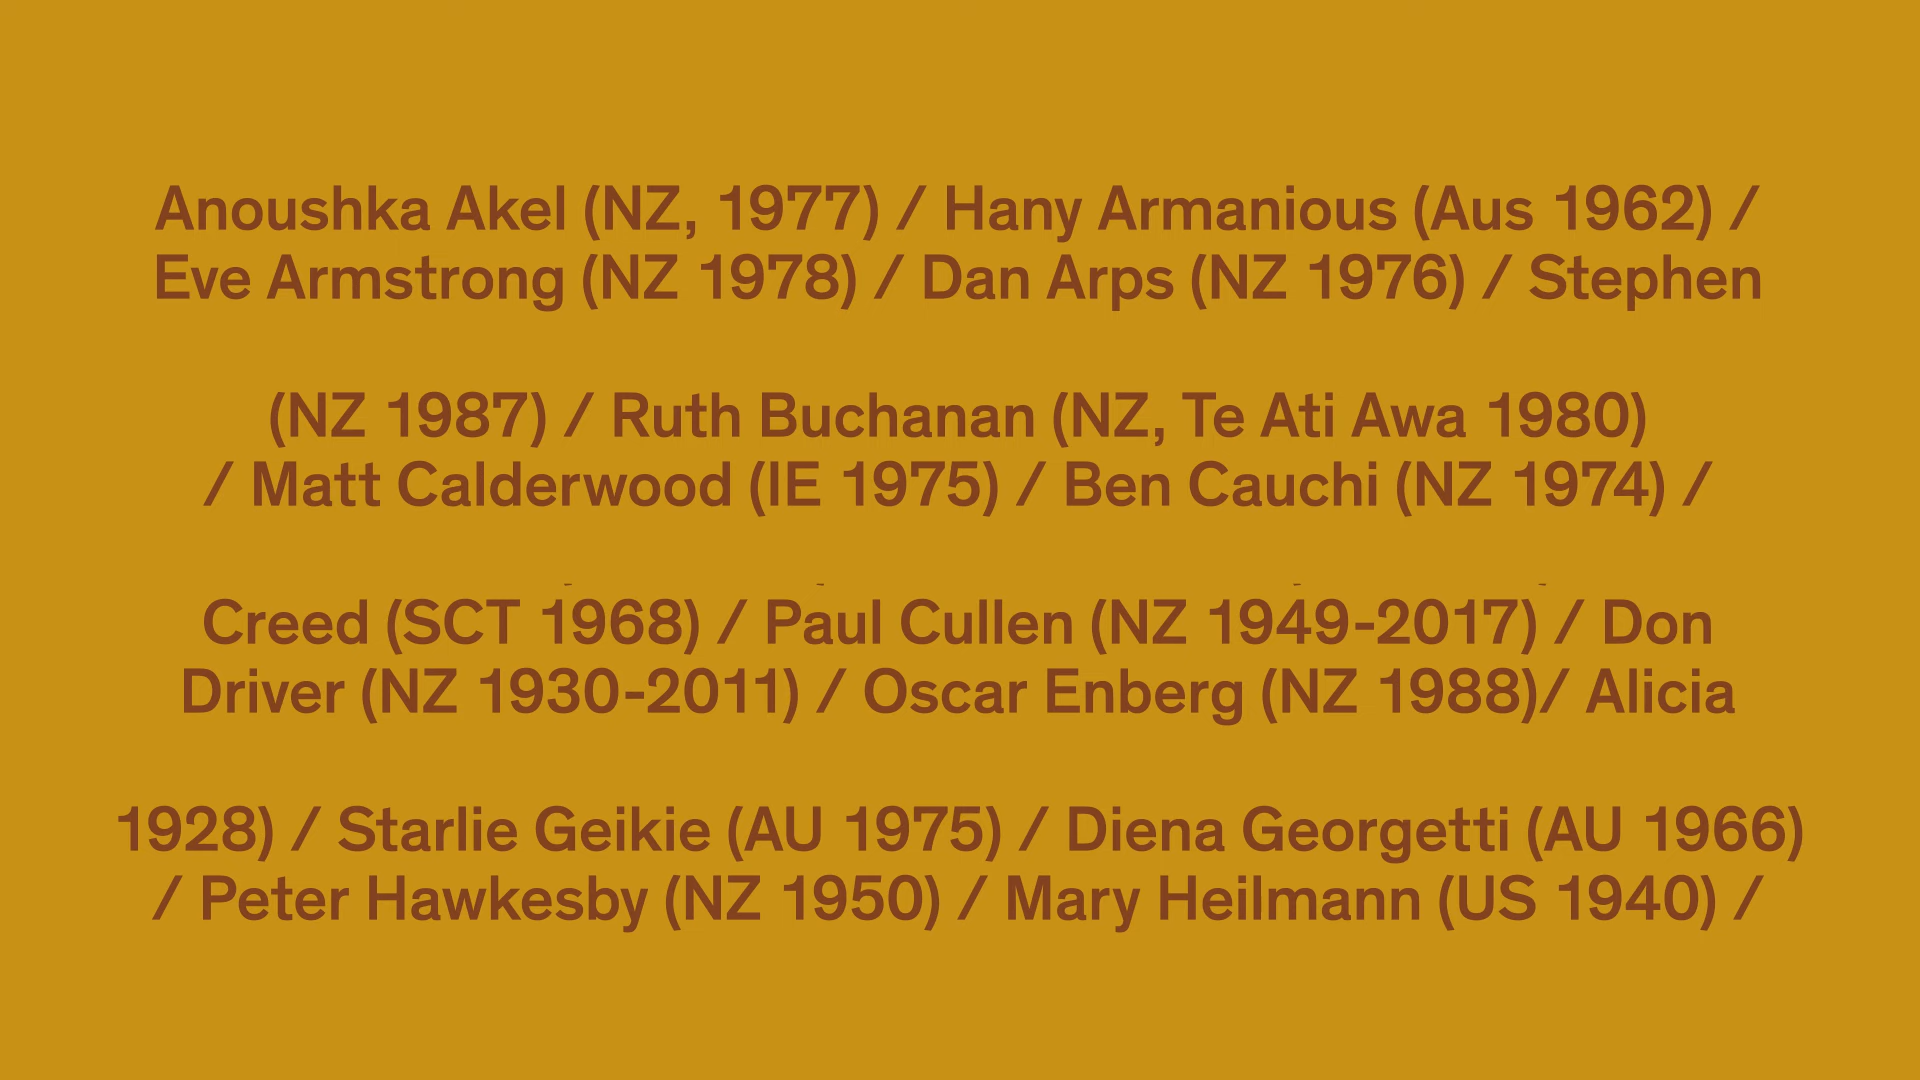 Anoushka Akel (NZ, 1977) / Hany Armanious (Aus 1962) /
Eve Armstrong (NZ 1978) / Dan Arps (NZ 1976) / Stephen
(NZ 1987) / Ruth Buchanan (NZ, Te Ati Awa 1980)
/ Matt Calderwood (IE 1975) / Ben Cauchi (NZ 1974) /
Creed (SCT 1968) / Paul Cullen (NZ 1949-2017) / Don
Driver (NZ 1930-2011) / Oscar Enberg (NZ 1988)/ Alicia
1928) / Starlie Geikie (AU 1975) / Diena Georgetti (AU 1966)
/ Peter Hawkesby (NZ 1950) / Mary Heilmann (US 1940) /